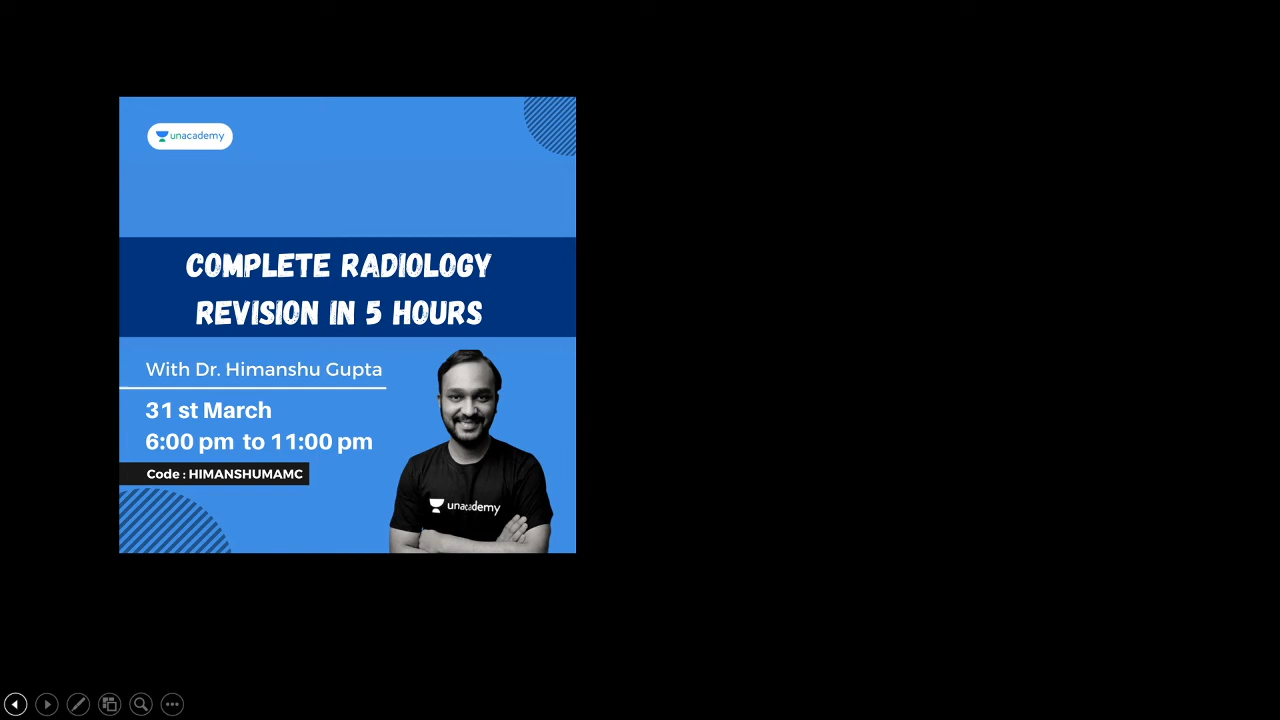 unacademy
COMPLETE RADIOLOGY
REVISION IN 5 HOURS
With Dr. Himanshu Gupta
31 st March
6:00 pm to 11:00 pm
Code : HIMANSHUMAMC
unacademy